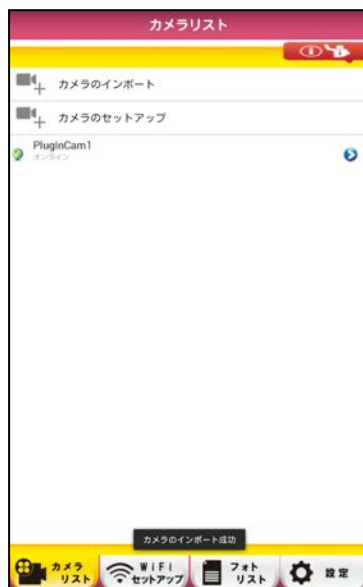 カメラリスト
カメラのインポート
カメラのセットアップ
PlugInCam1
オンライン
カメラのインポート成功
カメラ
リスト
WiFi
セットアップ
フォト
リスト
設定